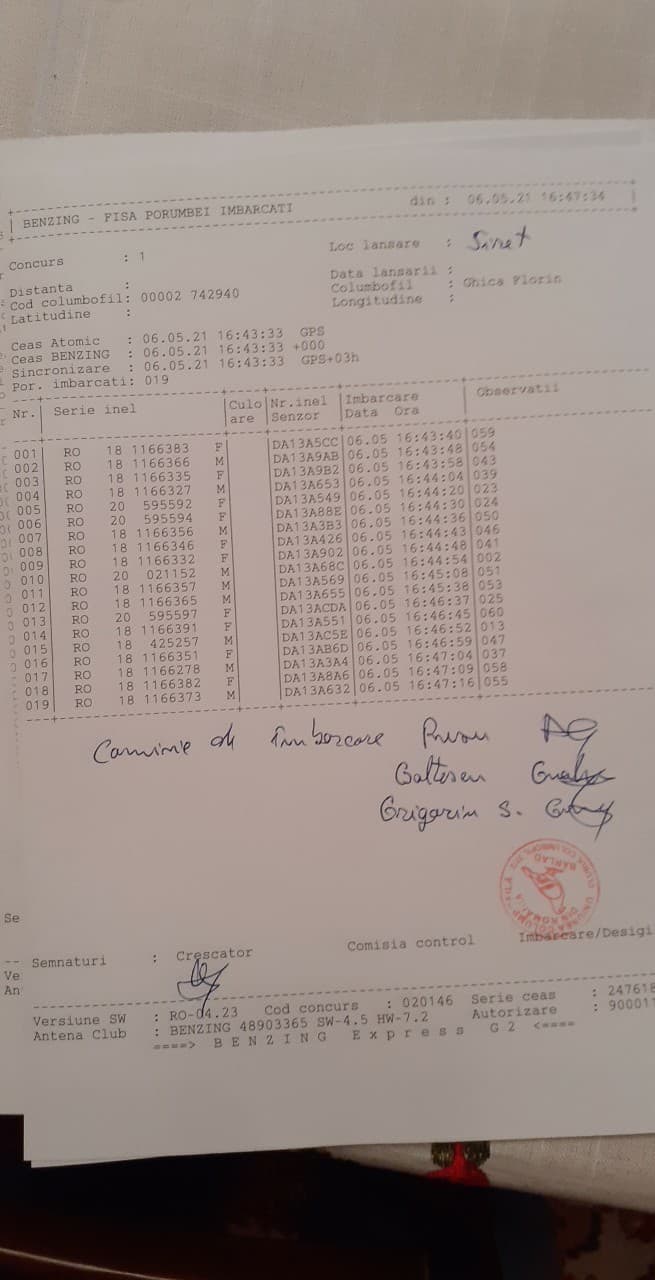 BENZING - FISA PORUMBEI IMBARCATI din : 06.05.21 16:47:34
Concurs : 1 Loc lansare : Siret
Distanta : Data lansarii :
Cod columbofil: 00002 742940 Columbofil : Ghica Florin
Latitudine : Longitudine :
Ceas Atomic : 06.05.21 16:43:33 GPS
Ceas BENZING : 06.05.21 16:43:33 +000
Sincronizare : 06.05.21 16:43:33 GPS+03h
Por. imbarcati: 019
Nr. Serie inel Culo Nr.inel Imbarcare Observatii
are Senzor Data Ora
001 RO 18 1166383 F DA13A5CC 06.05 16:43:40 059
002 RO 18 1166366 M DA13A9AB 06.05 16:43:48 054
003 RO 18 1166335 F DA13A9B2 06.05 16:43:58 043
004 RO 18 1166327 M DA13A653 06.05 16:44:04 039
005 RO 20 595592 F DA13A549 06.05 16:44:20 023
006 RO 20 595594 F DA13A88E 06.05 16:44:30 024
007 RO 18 1166356 M DA13A3B3 06.05 16:44:36 050
008 RO 18 1166346 F DA13A426 06.05 16:44:43 046
009 RO 18 1166332 F DA13A902 06.05 16:44:48 041
010 RO 20 021152 M DA13A68C 06.05 16:44:54 002
011 RO 18 1166357 M DA13A569 06.05 16:45:08 051
012 RO 18 1166365 M DA13A655 06.05 16:45:38 053
013 RO 20 595597 F DA13ACDA 06.05 16:46:37 025
014 RO 18 1166391 F DA13A551 06.05 16:46:45 060
015 RO 18 425257 M DA13AC5E 06.05 16:46:52 013
016 RO 18 1166351 F DA13AB6D 06.05 16:46:59 047
017 RO 18 1166278 M DA13A3A4 06.05 16:47:04 037
018 RO 18 1166382 F DA13A8A6 06.05 16:47:09 058
019 RO 18 1166373 M DA13A632 06.05 16:47:16 055
de Imbarcare
Grigorin S.
BARLAD
DIN ROMANIA
Se
Semnaturi : Crescator Comisia control Imbarcare/Desigi
Ve
An
Versiune SW : RO-04.23 Cod concurs : 020146 Serie ceas : 247618
Antena Club : BENZING 48903365 SW-4.5 HW-7.2 Autorizare : 900011
====> B E N Z I N G E x p r e s s G 2 <====